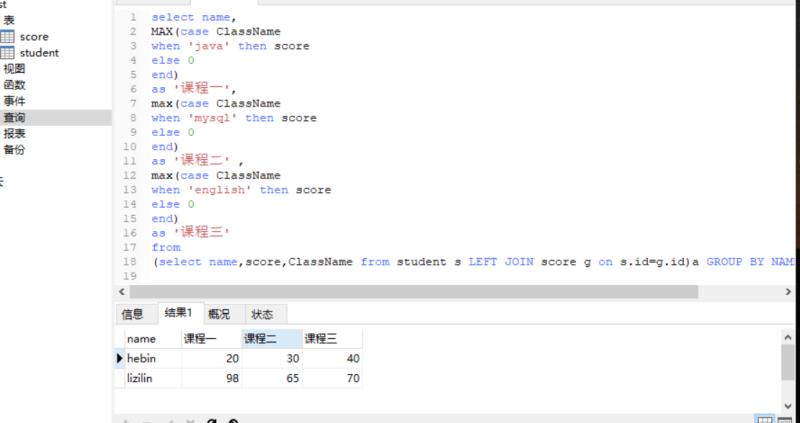 st
表
score
student
视图
函数
事件
查询
报表
备份
1 select name,
2 MAX(case ClassName
3 when 'java' then score
4 else 0
5 end)
6 as '课程一',
7 max(case ClassName
8 when 'mysql' then score
9 else 0
10 end)
11 as '课程二' ,
12 max(case ClassName
13 when 'english' then score
14 else 0
15 end)
16 as '课程三'
17 from
18 (select name,score,ClassName from student s LEFT JOIN score g on s.id=g.id)a GROUP BY NAM
19
信息 结果1 概况 状态
name 课程一 课程二 课程三
hebin 20 30 40
lizilin 98 65 70